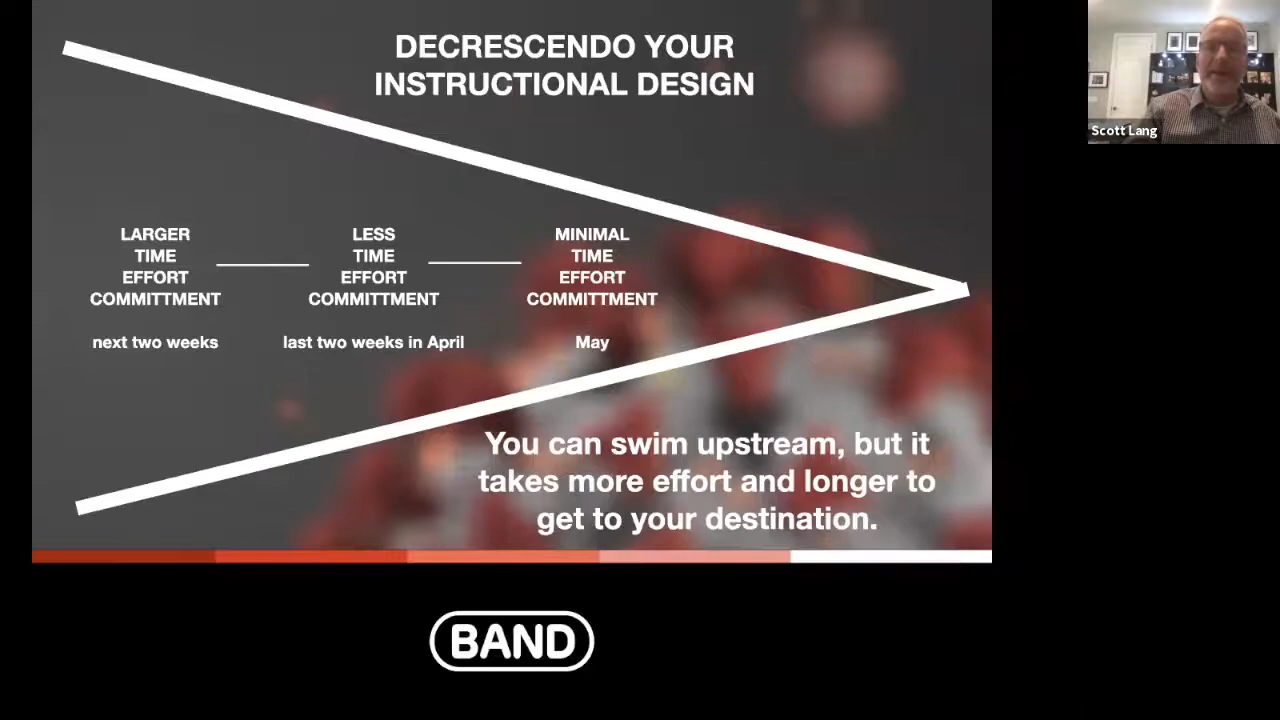 DECRESCENDO YOUR
INSTRUCTIONAL DESIGN
LARGER
TIME
EFFORT
COMMITTMENT
next two weeks
LESS
TIME
EFFORT
COMMITTMENT
last two weeks in April
MINIMAL
TIME
EFFORT
COMMITTMENT
May
You can swim upstream, but it
takes more effort and longer to
get to your destination.
BAND
Scott Lang